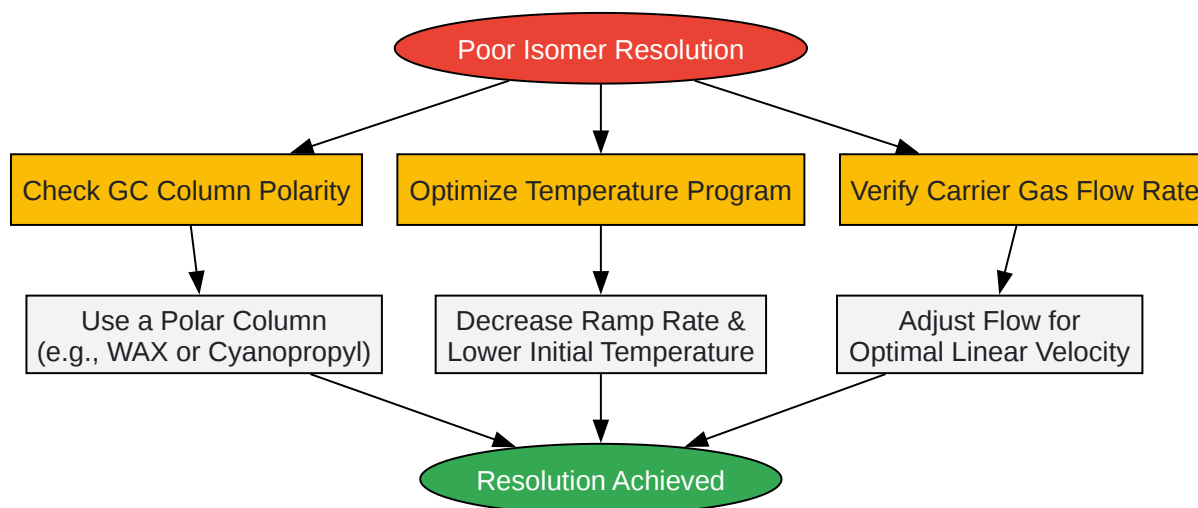 Poor Isomer Resolution
Check GC Column Polarity
Optimize Temperature Program
Verify Carrier Gas Flow Rate
Use a Polar Column
(e.g., WAX or Cyanopropyl)
Decrease Ramp Rate &
Lower Initial Temperature
Adjust Flow for
Optimal Linear Velocity
Resolution Achieved